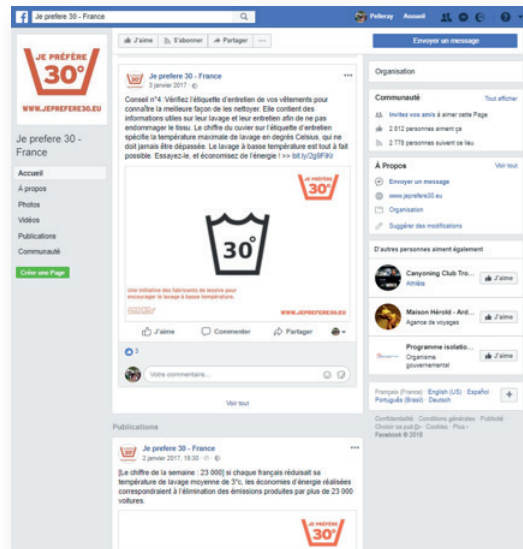 Je prefere 30 - France
Pelleray Accueil
JE PRÉFÈRE
30°
WWW.JEPREFERE30.EU
Je prefere 30 -
France
Accueil
À propos
Photos
Vidéos
Publications
Communauté
Créer une Page
J'aime S'abonner Partager ...
Je prefere 30 - France
3 janvier 2017
Conseil n°4 :Vérifiez l'étiquette d'entretien de vos vêtements pour
connaître la meilleure façon de les nettoyer. Elle contient des
informations utiles sur leur lavage et leur entretien afin de ne pas
endommager le tissu. Le chiffre du cuvier sur l'étiquette d'entretien
spécifie la température maximale de lavage en degrés Celsius, qui ne
doit jamais être dépassée. Le lavage à basse température est tout à fait
possible. Essayez-le, et économisez de l'énergie ! >> bit.ly/2g9FiKr
JE PRÉFÈRE
30°
30°
Une initiative des fabricants de lessive pour
encourager le lavage à basse température.
WWW.JEPREFERE30.EU
J'aime Commenter Partager
3
Votre commentaire...
Voir tout
Publications
Je prefere 30 - France
2 janvier 2017, 18:30
[Le chiffre de la semaine : 23 000] si chaque français réduisait sa
température de lavage moyenne de 3°c, les économies d'énergie réalisées
correspondraient à l'élimination des émissions produites par plus de 23 000
voitures.
JE PRÉFÈRE
30°
Envoyer un message
Organisation
Communauté Tout afficher
Invitez vos amis à aimer cette Page
2 812 personnes aiment ça
2 778 personnes suivent ce lieu
À Propos Voir tout
Envoyer un message
www.jeprefere30.eu
Organisation
Suggérer des modifications
D'autres personnes aiment également
Canyoning Club Tro...
Athlète
J'aime
Maison Hérold - Ard...
Agence de voyages
J'aime
Programme isolatio...
Organisme
gouvernemental
J'aime
Français (France) · English (US) · Español ·
Português (Brasil) · Deutsch
Confidentialité · Conditions générales · Publicité ·
Choisir sa pub · Cookies · Plus
Facebook © 2018